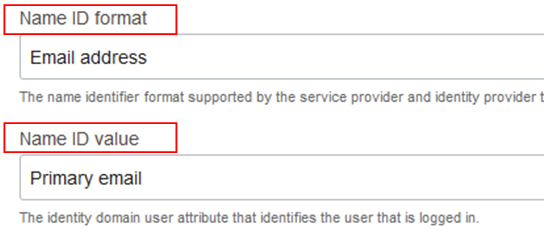 Name ID format
Email address
The name identifier format supported by the service provider and identity provider t
Name ID value
Primary email
The identity domain user attribute that identifies the user that is logged in.